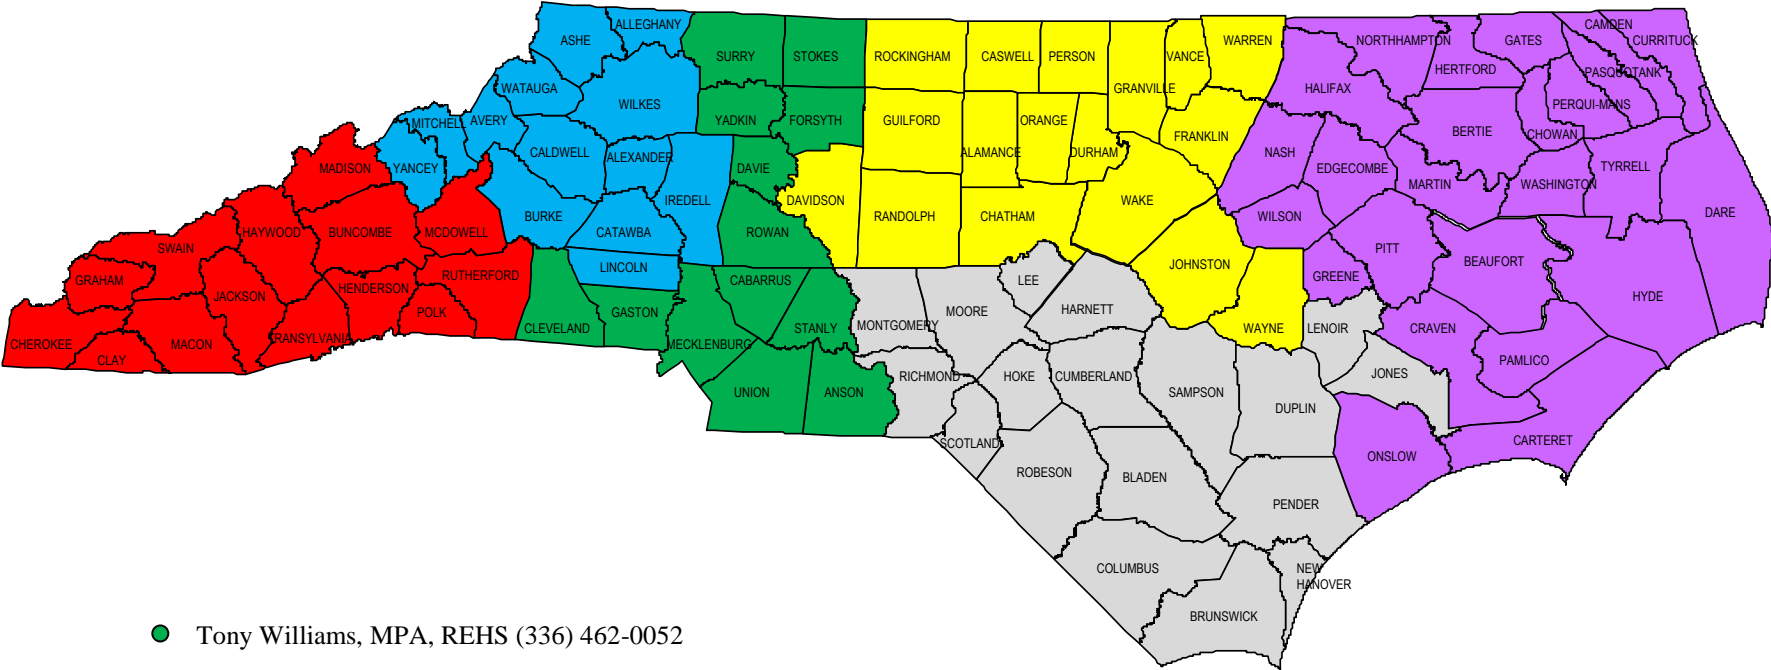 ALLEGHANY
ASHE
CAMDEN
SURRY
STOKES
ROCKINGHAM
CASWELL
PERSON
VANCE
WARREN
NORTHHAMPTON
GATES
CURRITUCK
HERTFORD
PASQUOTANK
WATAUGA
WILKES
GRANVILLE
HALIFAX
PERQUI-MANS
MITCHELL
AVERY
YADKIN
FORSYTH
GUILFORD
ORANGE
FRANKLIN
BERTIE
CHOWAN
MADISON
YANCEY
CALDWELL
ALEXANDER
DAVIE
ALAMANCE
DURHAM
NASH
EDGECOMBE
MARTIN
WASHINGTON
TYRRELL
IREDELL
DAVIDSON
WAKE
DARE
BURKE
RANDOLPH
CHATHAM
WILSON
HAYWOOD
BUNCOMBE
MCDOWELL
CATAWBA
ROWAN
SWAIN
PITT
LINCOLN
BEAUFORT
GRAHAM
RUTHERFORD
CABARRUS
LEE
JOHNSTON
GREENE
JACKSON
HENDERSON
HYDE
POLK
GASTON
MOORE
HARNETT
CLEVELAND
STANLY
MONTGOMERY
WAYNE
LENOIR
CRAVEN
CHEROKEE
MACON
RANSYLVANIA
MECKLENBURG
CLAY
PAMLICO
RICHMOND
HOKE
CUMBERLAND
JONES
UNION
ANSON
SAMPSON
DUPLIN
SCOTLAND
CARTERET
ONSLOW
ROBESON
BLADEN
PENDER
COLUMBUS
NEW
HANOVER
BRUNSWICK
Tony Williams, MPA, REHS (336) 462-0052